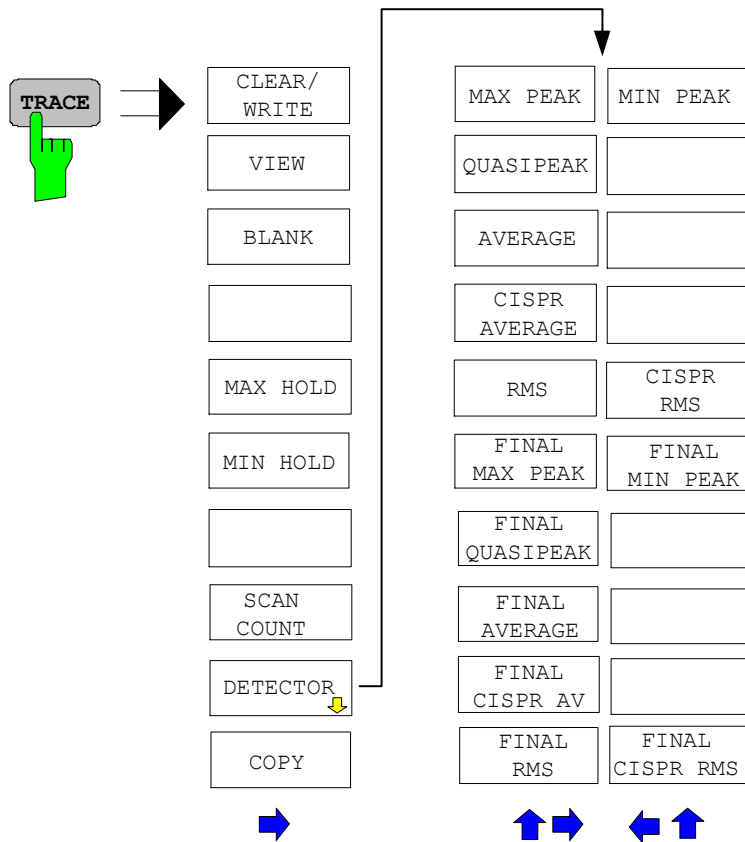 TRACE
CLEAR/
WRITE
VIEW
BLANK
MAX HOLD
MIN HOLD
SCAN
COUNT
DETECTOR
COPY
MAX PEAK
QUASIPEAK
AVERAGE
CISPR
AVERAGE
RMS
FINAL
MAX PEAK
FINAL
QUASIPEAK
FINAL
AVERAGE
FINAL
CISPR AV
FINAL
RMS
MIN PEAK
CISPR
RMS
FINAL
MIN PEAK
FINAL
CISPR RMS